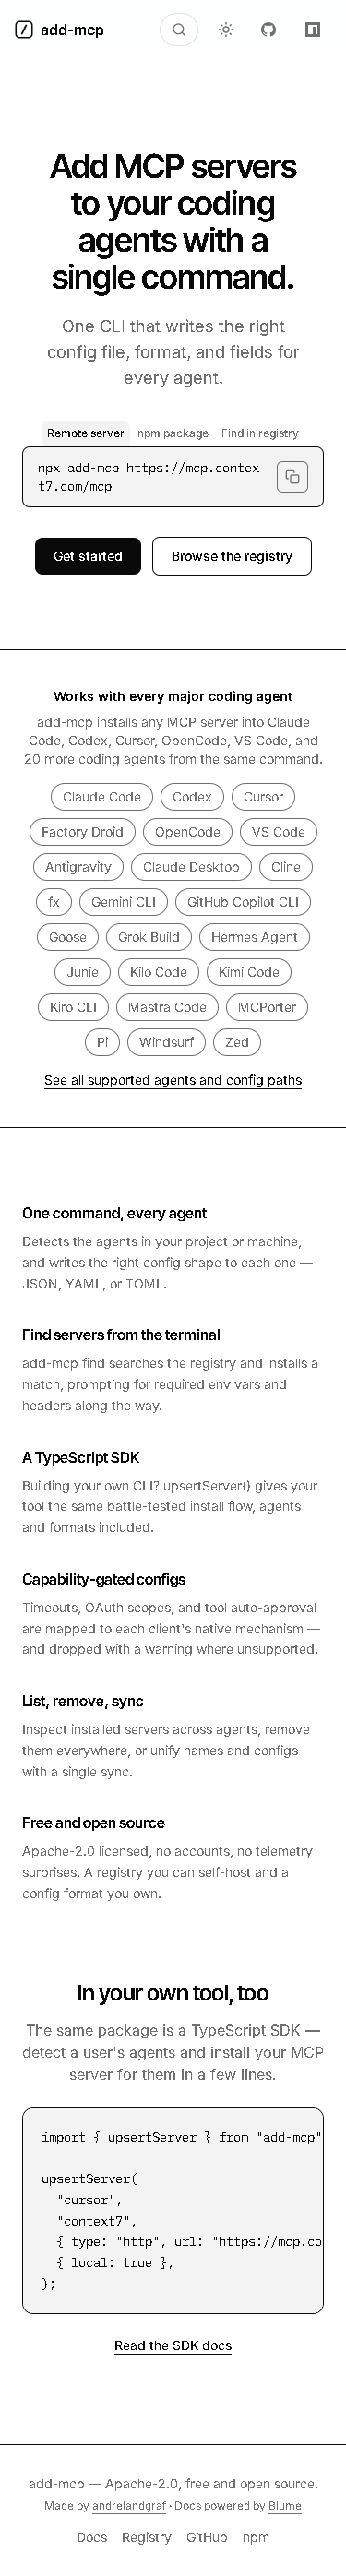 add-mcp
Add MCP servers
to your coding
agents with a
single command.
One CLI that writes the right
config file, format, and fields for
every agent.
Remote server npm package Find in registry
npx add-mcp https://mcp.contex
t7.com/mcp
Get started Browse the registry
Works with every major coding agent
add-mcp installs any MCP server into Claude
Code, Codex, Cursor, OpenCode, VS Code, and
20 more coding agents from the same command.
Claude Code Codex Cursor
Factory Droid OpenCode VS Code
Antigravity Claude Desktop Cline
fx Gemini CLI GitHub Copilot CLI
Goose Grok Build Hermes Agent
Junie Kilo Code Kimi Code
Kiro CLI Mastra Code MCPorter
Pi Windsurf Zed
See all supported agents and config paths
One command, every agent
Detects the agents in your project or machine,
and writes the right config shape to each one —
JSON, YAML, or TOML.
Find servers from the terminal
add-mcp find searches the registry and installs a
match, prompting for required env vars and
headers along the way.
A TypeScript SDK
Building your own CLI? upsertServer() gives your
tool the same battle-tested install flow, agents
and formats included.
Capability-gated configs
Timeouts, OAuth scopes, and tool auto-approval
are mapped to each client's native mechanism —
and dropped with a warning where unsupported.
List, remove, sync
Inspect installed servers across agents, remove
them everywhere, or unify names and configs
with a single sync.
Free and open source
Apache-2.0 licensed, no accounts, no telemetry
surprises. A registry you can self-host and a
config format you own.
In your own tool, too
The same package is a TypeScript SDK —
detect a user's agents and install your MCP
server for them in a few lines.
import { upsertServer } from "add-mcp"
upsertServer(
"cursor",
"context7",
{ type: "http", url: "https://mcp.co
{ local: true },
);
Read the SDK docs
add-mcp — Apache-2.0, free and open source.
Made by andrelandgraf · Docs powered by Blume
Docs Registry GitHub npm